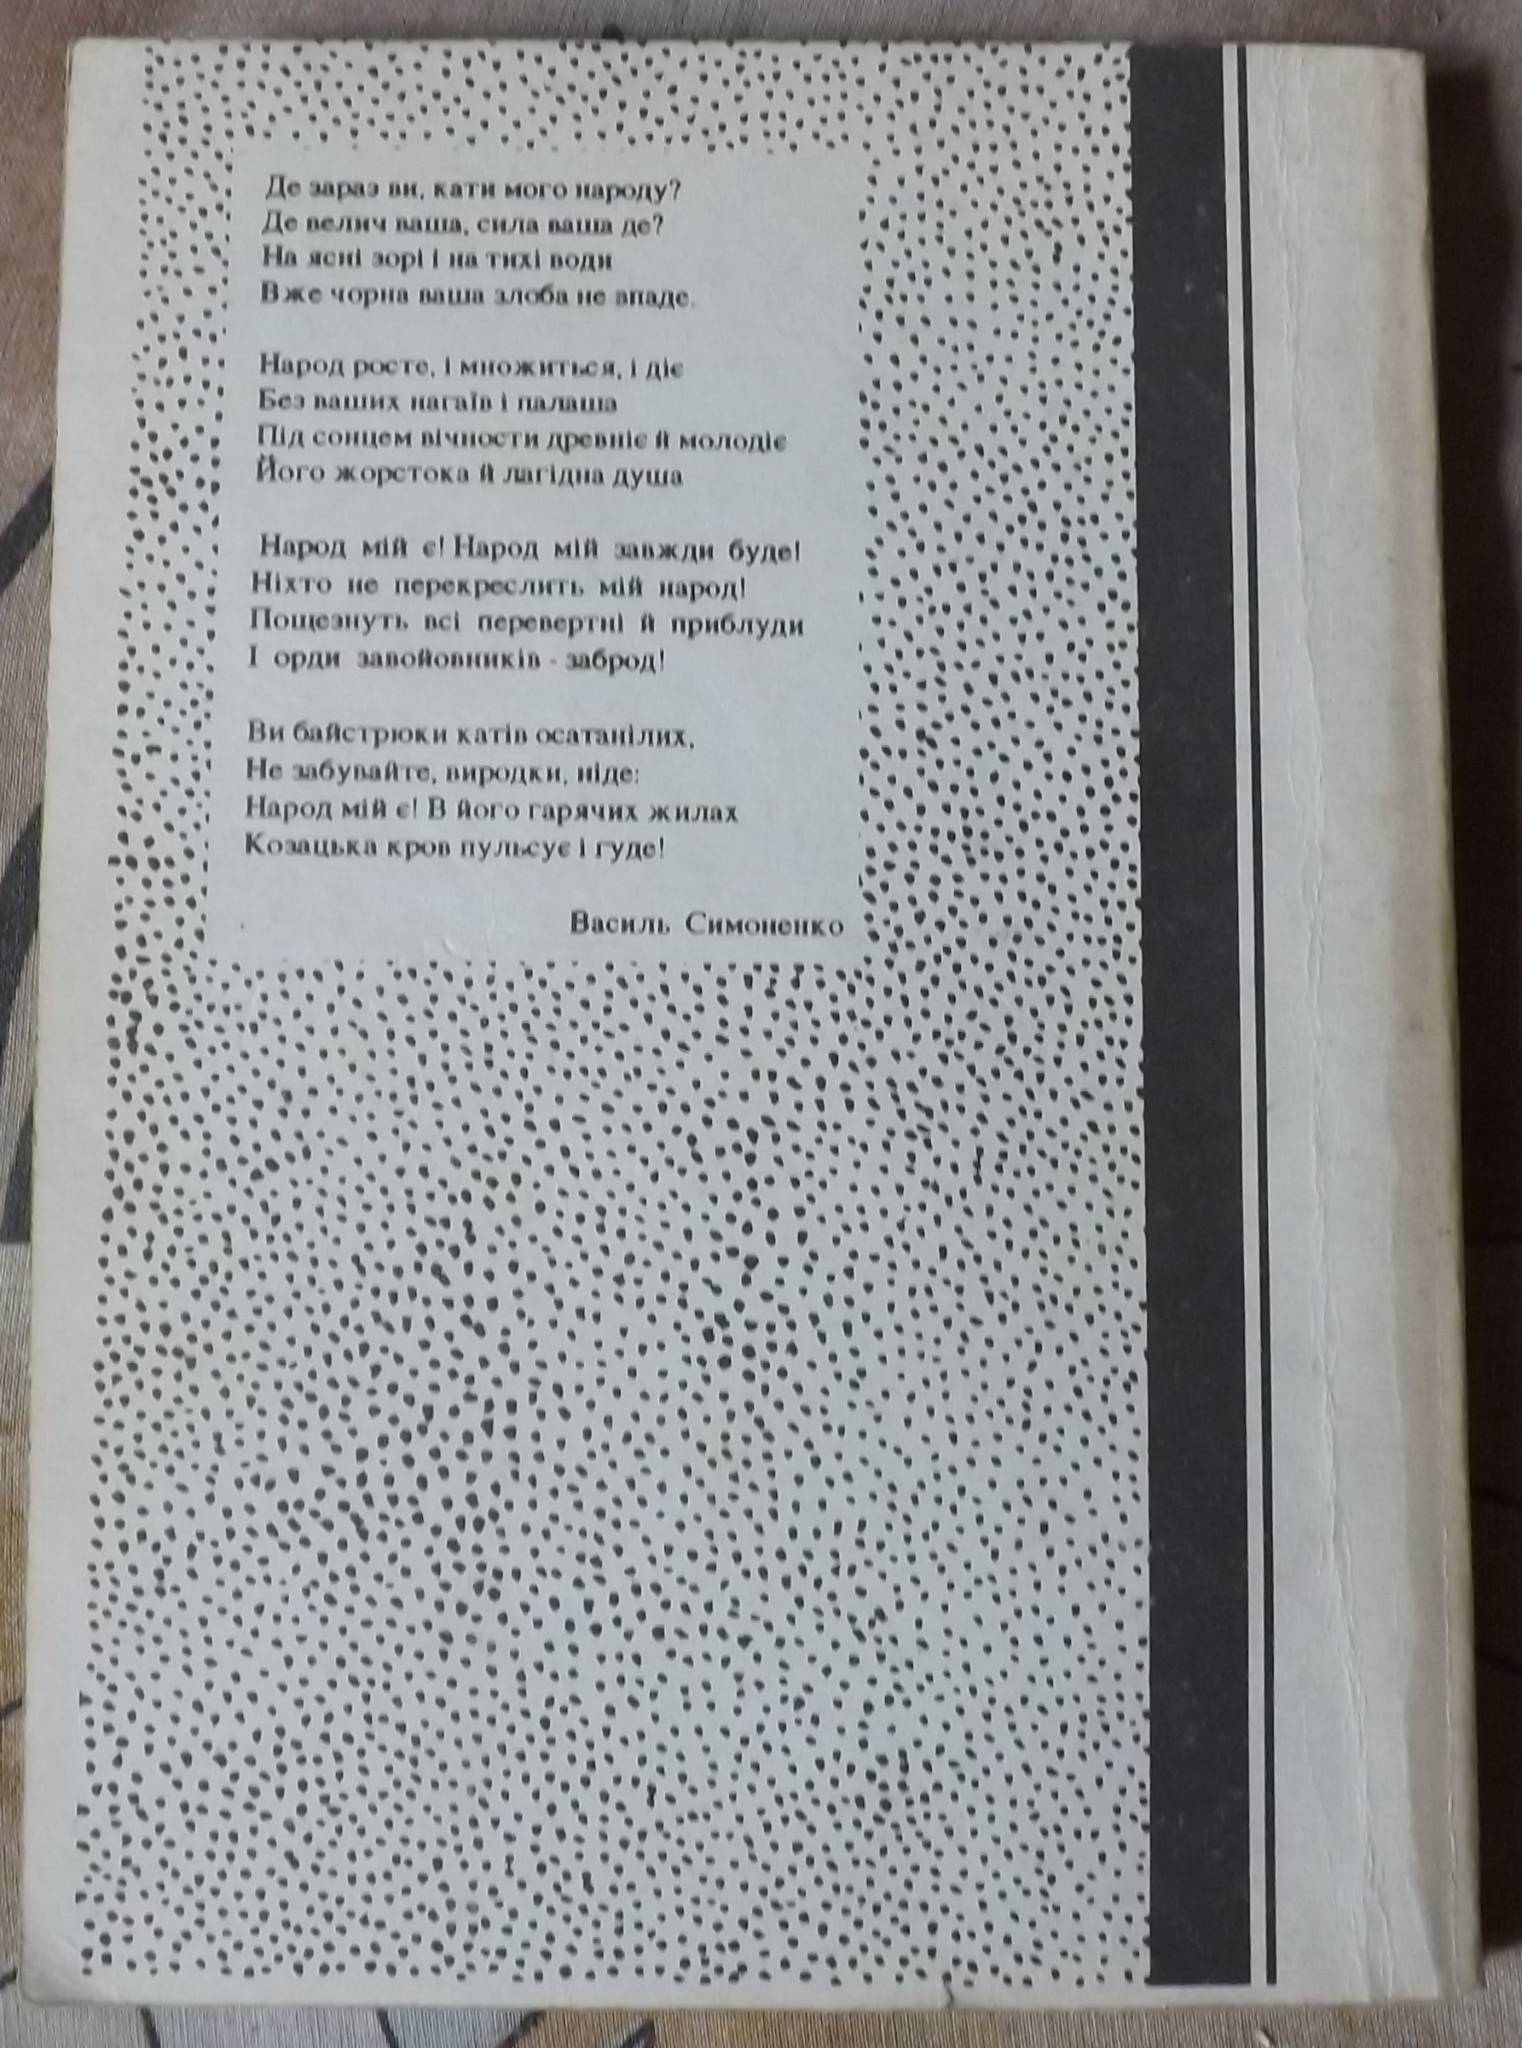 Де зараз ви, кати мого народу?
Де велич ваша, сила ваша де?
На ясні зорі і на тихі води
Вже чорна ваша злоба не впаде.
Народ росте, і множиться, і діє
Без ваших нагаїв і палаша
Під сонцем вічности древніє й молодіє
Його жорстока й лагідна душа
Народ мій є! Народ мій завжди буде!
Ніхто не перекреслить мій народ!
Пощезнуть всі перевертні й приблуди
І орди завойовників - заброд!
Ви байстрюки катів осатанілих,
Не забувайте, виродки, ніде:
Народ мій є! В його гарячих жилах
Козацька кров пульсує і гуде!
Василь Симоненко